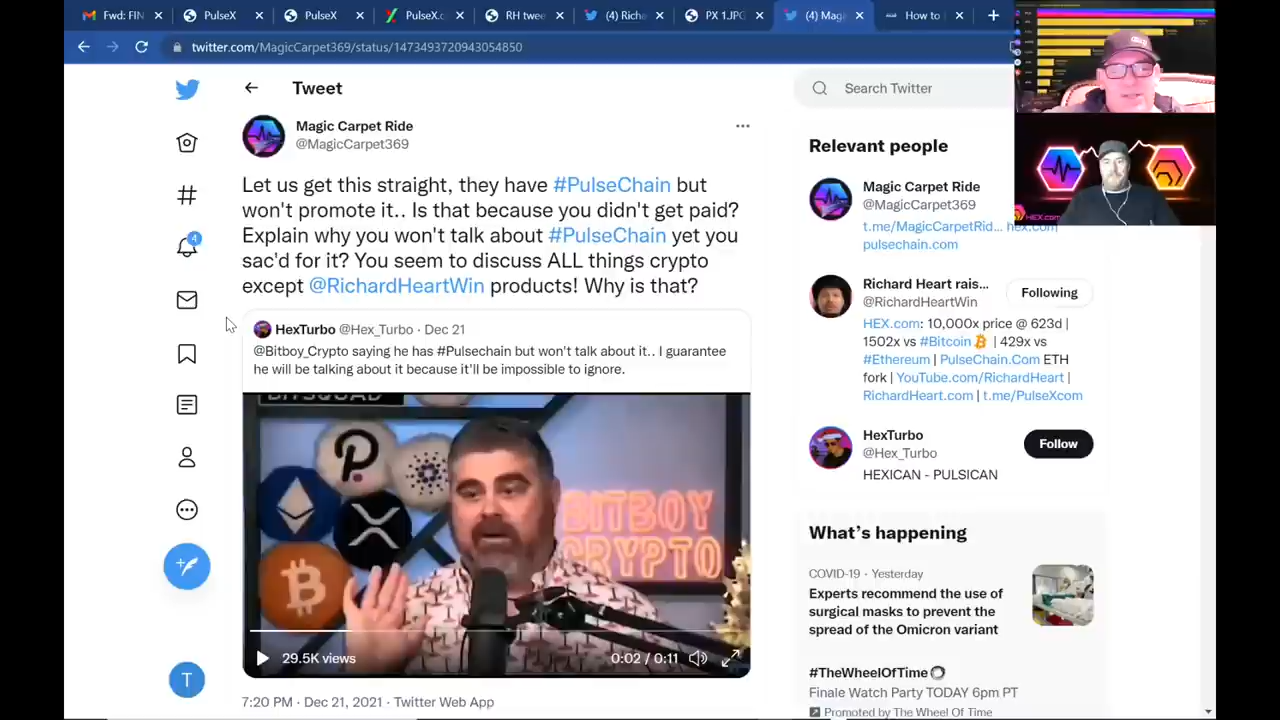 Fwd: FIN
PulseX
PulseX
PulseX.c
RH twee
(4) Riche
PX 1.JPG
(4) Mag
How to
twitter.com/MagicCarpet369/status/1473493720943054850
Tweet
Search Twitter
Magic Carpet Ride
@MagicCarpet369
Let us get this straight, they have #PulseChain but
won't promote it.. Is that because you didn't get paid?
Explain why you won't talk about #PulseChain yet you
sac'd for it? You seem to discuss ALL things crypto
except @RichardHeartWin products! Why is that?
HexTurbo @Hex_Turbo · Dec 21
@Bitboy_Crypto saying he has #Pulsechain but won't talk about it.. I guarantee
he will be talking about it because it'll be impossible to ignore.
BITSQUAD
BITBOY
CRYPTO
29.5K views
0:02 / 0:11
7:20 PM · Dec 21, 2021 · Twitter Web App
4
T
Relevant people
Magic Carpet Ride
@MagicCarpet369
t.me/MagicCarpetRid... hex.com
pulsechain.com
Richard Heart rais...
@RichardHeartWin
Following
HEX.com: 10,000x price @ 623d |
1502x vs #Bitcoin | 429x vs
#Ethereum | PulseChain.Com ETH
fork | YouTube.com/RichardHeart |
RichardHeart.com | t.me/PulseXcom
HexTurbo
@Hex_Turbo
Follow
HEXICAN - PULSICAN
What's happening
COVID-19 · Yesterday
Experts recommend the use of
surgical masks to prevent the
spread of the Omicron variant
#TheWheelOfTime
Finale Watch Party TODAY 6pm PT
Promoted by The Wheel Of Time
HEX.com